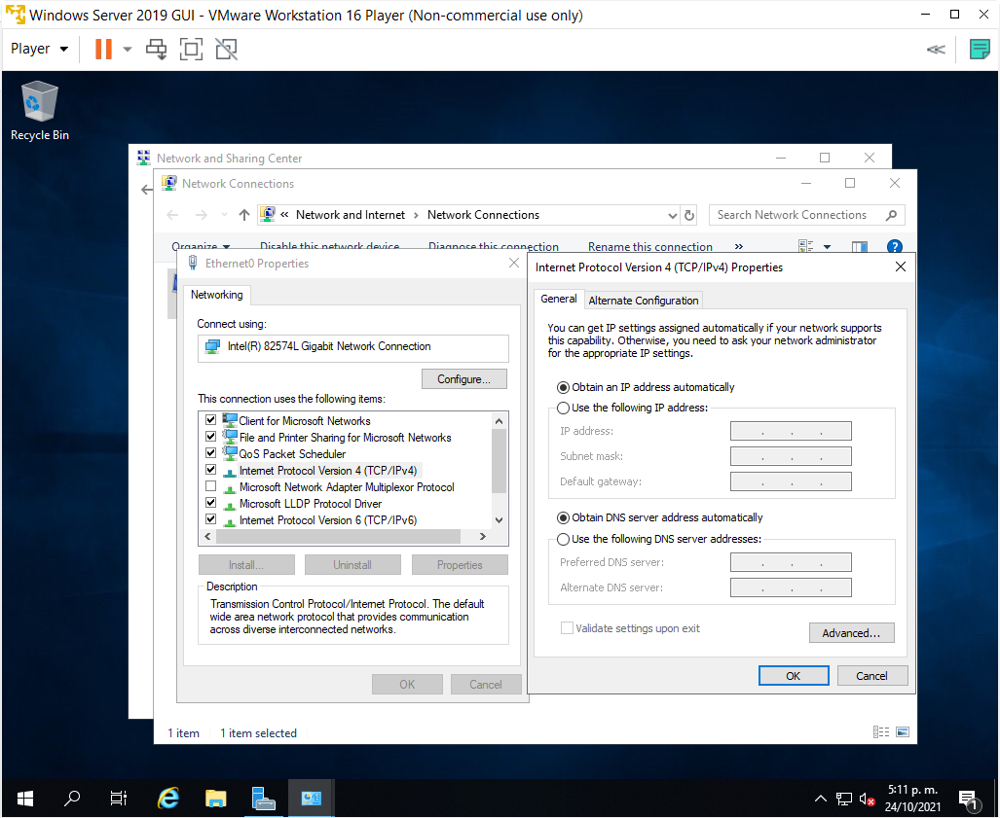 Windows Server 2019 GUI - VMware Workstation 16 Player (Non-commercial use only)
Player
Recycle Bin
Network and Sharing Center
Network Connections
« Network and Internet › Network Connections
Search Network Connections
Organize Disable this network device Diagnose this connection Rename this connection »
Ethernet0 Properties
Networking
Connect using:
Intel(R) 82574L Gigabit Network Connection
Configure...
This connection uses the following items:
Client for Microsoft Networks
File and Printer Sharing for Microsoft Networks
QoS Packet Scheduler
Internet Protocol Version 4 (TCP/IPv4)
Microsoft Network Adapter Multiplexor Protocol
Microsoft LLDP Protocol Driver
Internet Protocol Version 6 (TCP/IPv6)
Install... Uninstall Properties
Description
Transmission Control Protocol/Internet Protocol. The default
wide area network protocol that provides communication
across diverse interconnected networks.
OK Cancel
Internet Protocol Version 4 (TCP/IPv4) Properties
General Alternate Configuration
You can get IP settings assigned automatically if your network supports
this capability. Otherwise, you need to ask your network administrator
for the appropriate IP settings.
Obtain an IP address automatically
Use the following IP address:
IP address: . . .
Subnet mask: . . .
Default gateway: . . .
Obtain DNS server address automatically
Use the following DNS server addresses:
Preferred DNS server: . . .
Alternate DNS server: . . .
Validate settings upon exit
Advanced...
OK Cancel
1 item 1 item selected
5:11 p. m.
24/10/2021
1